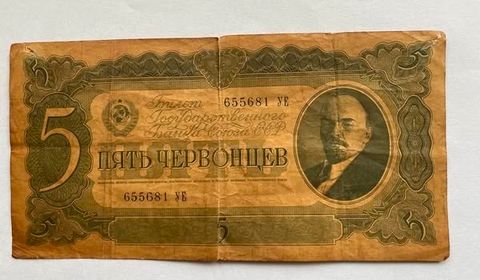 Билет 655681 УЕ
Государственного
Банка Союза ССР
5
ПЯТЬ ЧЕРВОНЦЕВ
655681 УЕ
5